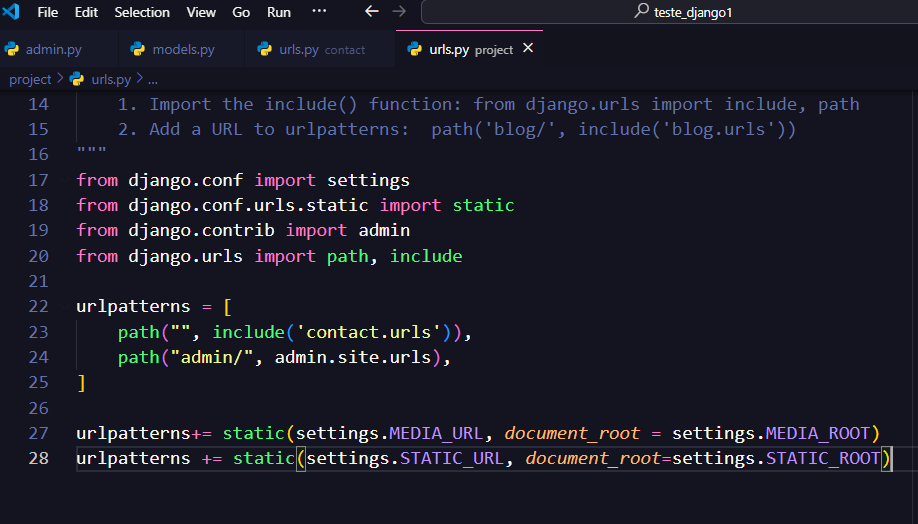 File Edit Selection View Go Run ··· ← → teste_django1
admin.py models.py urls.py contact urls.py project ×
project > urls.py > ...
14 1. Import the include() function: from django.urls import include, path
15 2. Add a URL to urlpatterns:  path('blog/', include('blog.urls'))
16 """
17 from django.conf import settings
18 from django.conf.urls.static import static
19 from django.contrib import admin
20 from django.urls import path, include
21
22 urlpatterns = [
23     path("", include('contact.urls')),
24     path("admin/", admin.site.urls),
25 ]
26
27 urlpatterns+= static(settings.MEDIA_URL, document_root = settings.MEDIA_ROOT)
28 urlpatterns += static(settings.STATIC_URL, document_root=settings.STATIC_ROOT)